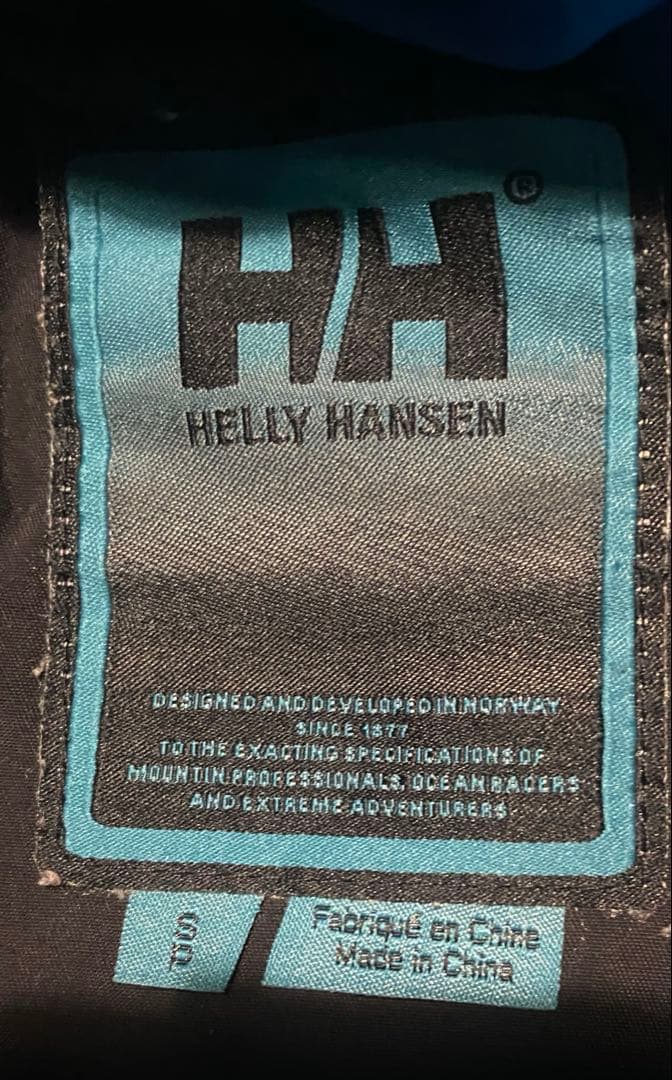 HH®
HELLY HANSEN
DESIGNED AND DEVELOPED IN NORWAY
SINCE 1877
TO THE EXACTING SPECIFICATIONS OF
MOUNTIN PROFESSIONALS, OCEAN RACERS
AND EXTREME ADVENTURERS
S/P
Fabriqué en Chine
Made in China